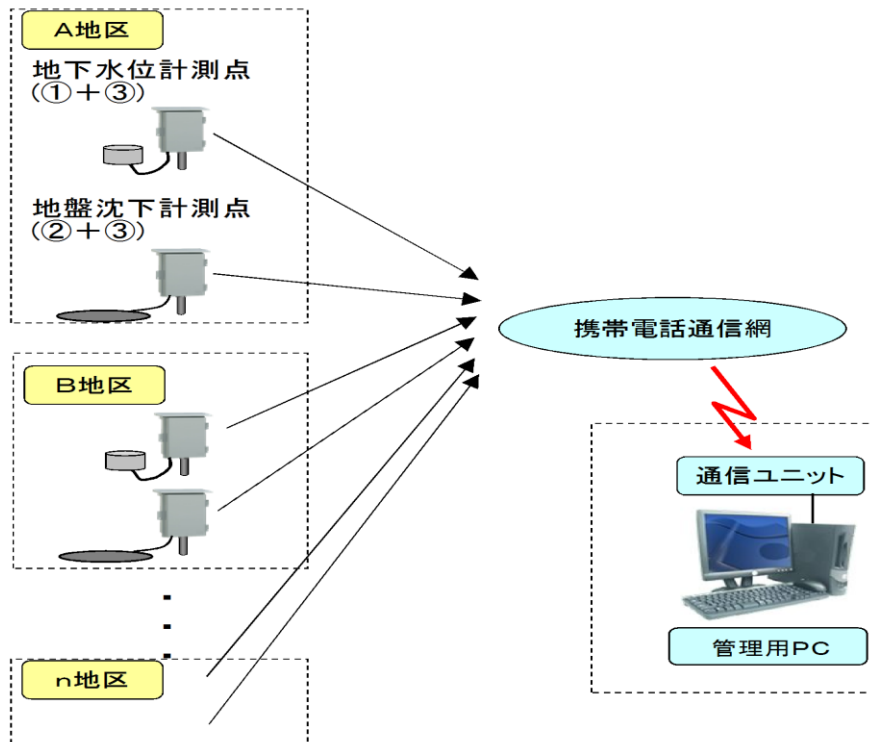 A地区
地下水位計測点
(①+③)
地盤沈下計測点
(②+③)
携帯電話通信網
B地区
通信ユニット
管理用PC
n地区